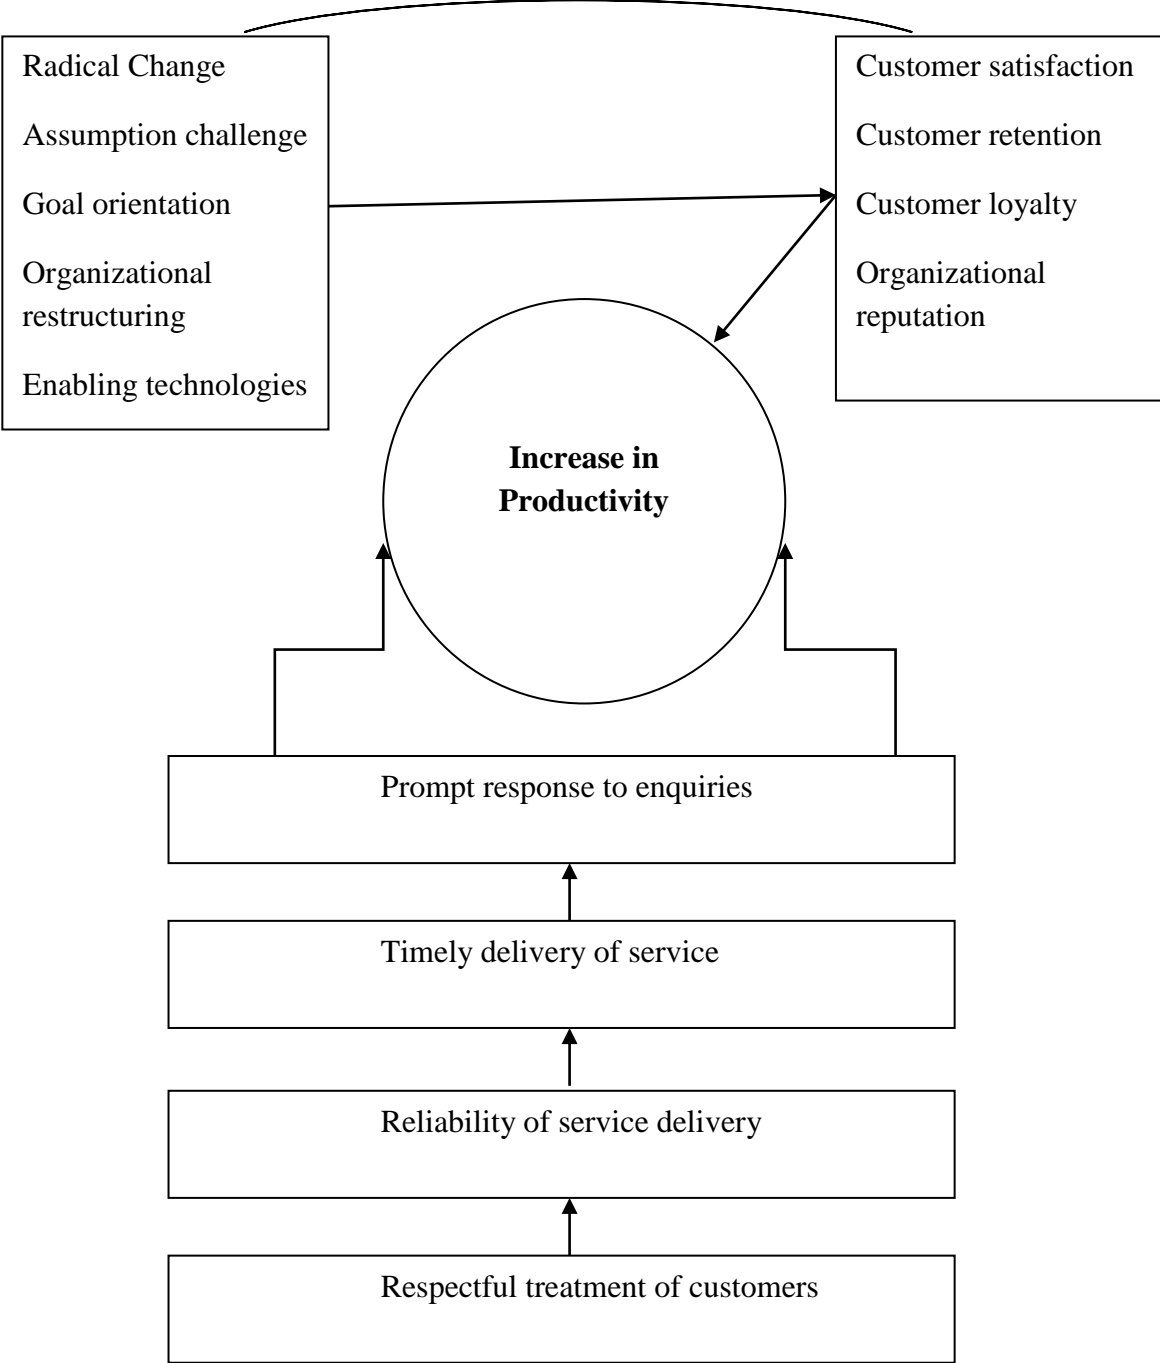 Radical Change
Assumption challenge
Goal orientation
Organizational
restructuring
Enabling technologies
Customer satisfaction
Customer retention
Customer loyalty
Organizational
reputation
Increase in
Productivity
Prompt response to enquiries
Timely delivery of service
Reliability of service delivery
Respectful treatment of customers